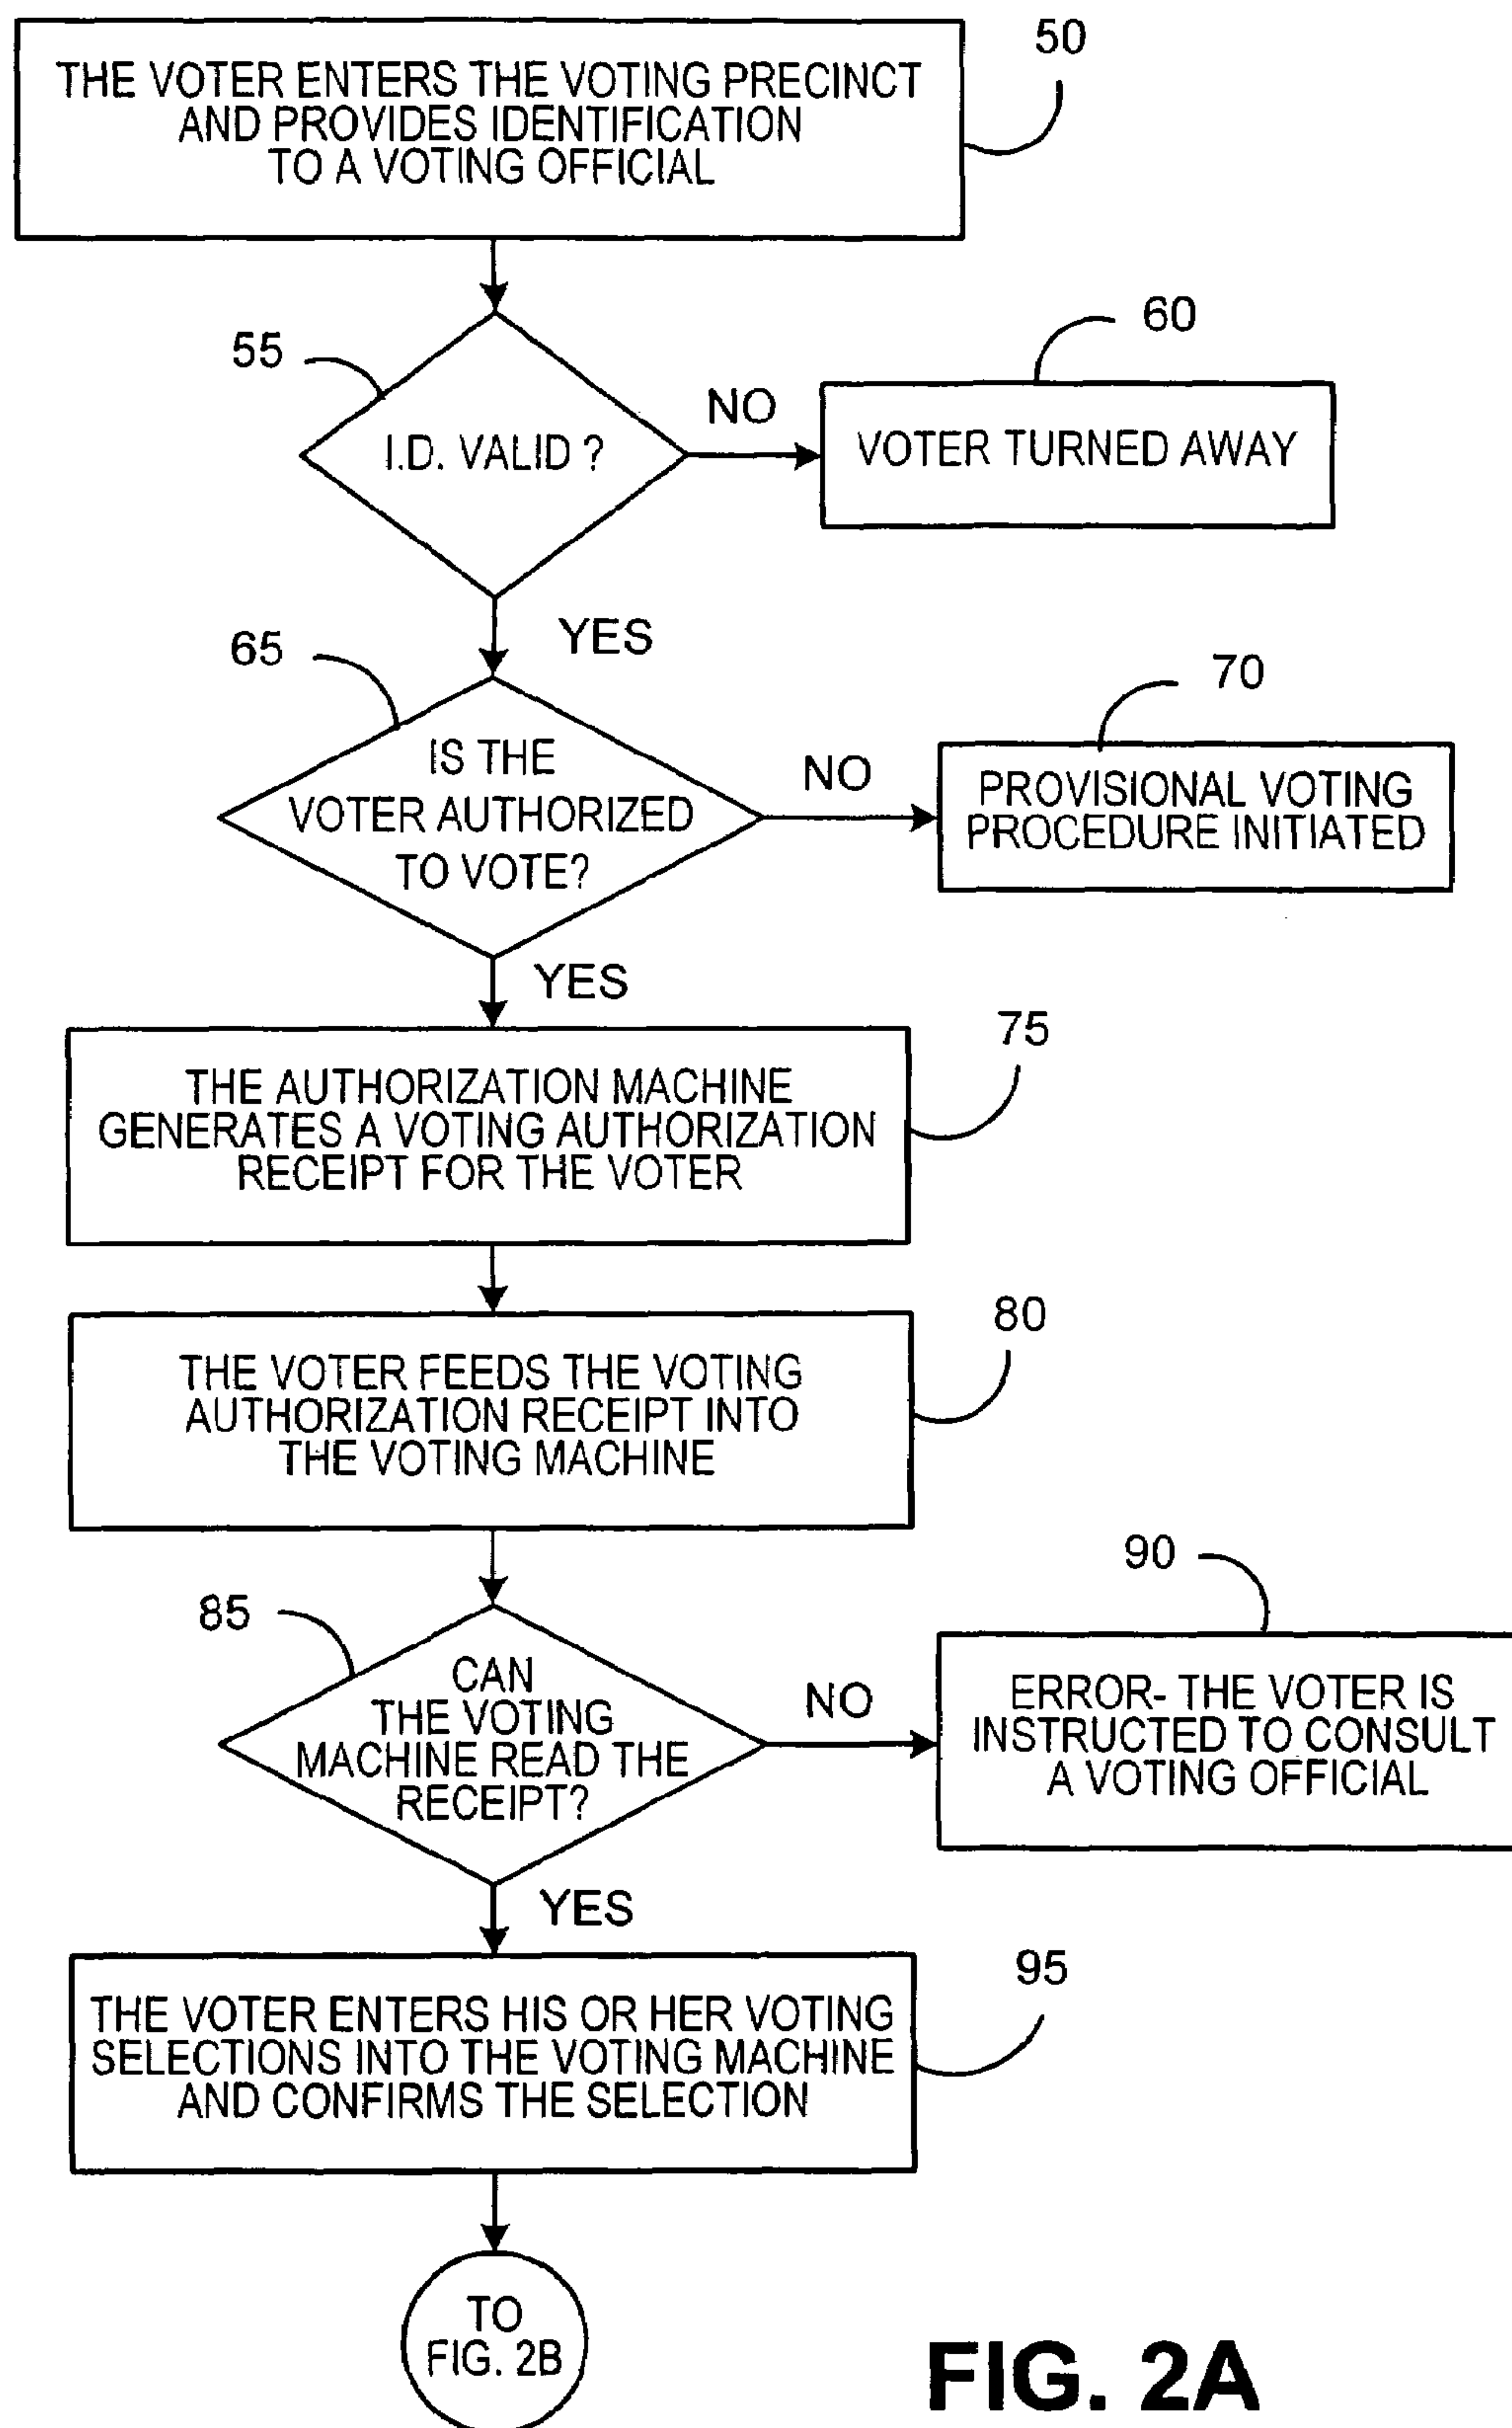 50
THE VOTER ENTERS THE VOTING PRECINCT
AND PROVIDES IDENTIFICATION
TO A VOTING OFFICIAL
55
I.D. VALID ?
NO
60
VOTER TURNED AWAY
YES
65
IS THE
VOTER AUTHORIZED
TO VOTE?
NO
70
PROVISIONAL VOTING
PROCEDURE INITIATED
YES
75
THE AUTHORIZATION MACHINE
GENERATES A VOTING AUTHORIZATION
RECEIPT FOR THE VOTER
80
THE VOTER FEEDS THE VOTING
AUTHORIZATION RECEIPT INTO
THE VOTING MACHINE
85
CAN
THE VOTING
MACHINE READ THE
RECEIPT?
NO
90
ERROR- THE VOTER IS
INSTRUCTED TO CONSULT
A VOTING OFFICIAL
YES
95
THE VOTER ENTERS HIS OR HER VOTING
SELECTIONS INTO THE VOTING MACHINE
AND CONFIRMS THE SELECTION
TO
FIG. 2B
FIG. 2A